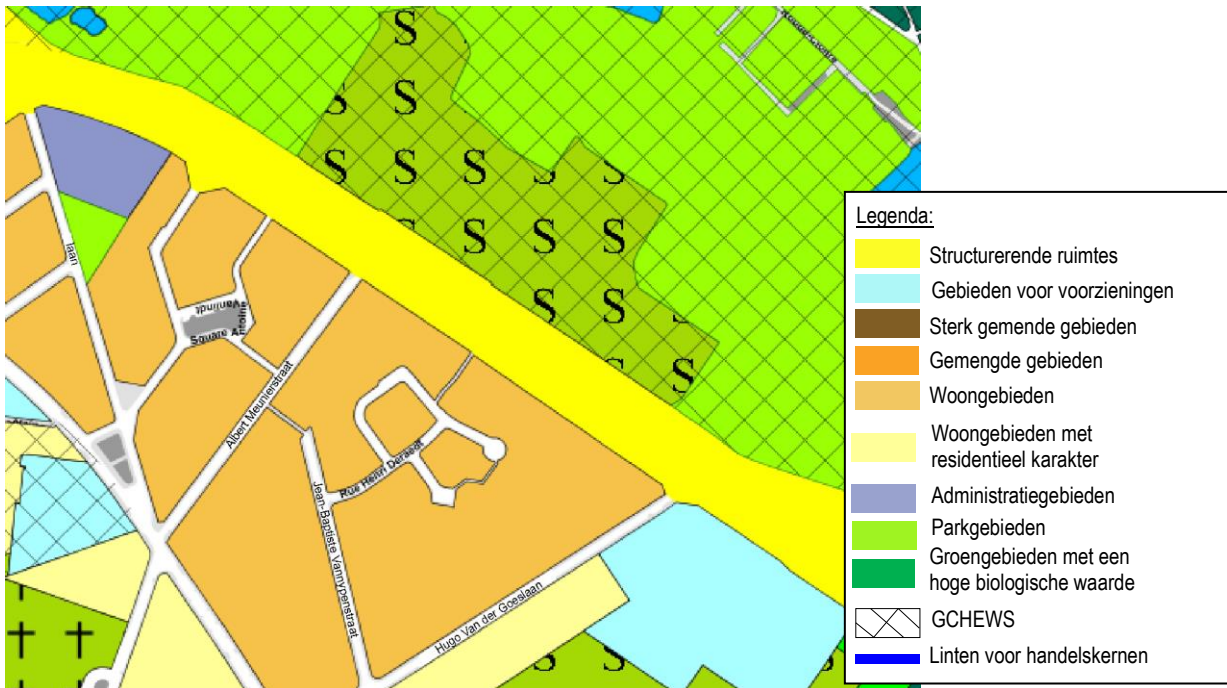 S
S
S
S S S S S
S S S S
S S S
S S
S S
laan
Square Antoine
Vanlindt
Albert Meunierstraat
Rue Henri Deraedt
Jean-Baptiste Vannypenstraat
Hugo Van der Goeslaan
Legenda:
Structurerende ruimtes
Gebieden voor voorzieningen
Sterk gemende gebieden
Gemengde gebieden
Woongebieden
Woongebieden met
residentieel karakter
Administratiegebieden
Parkgebieden
Groengebieden met een
hoge biologische waarde
GCHEWS
Linten voor handelskernen